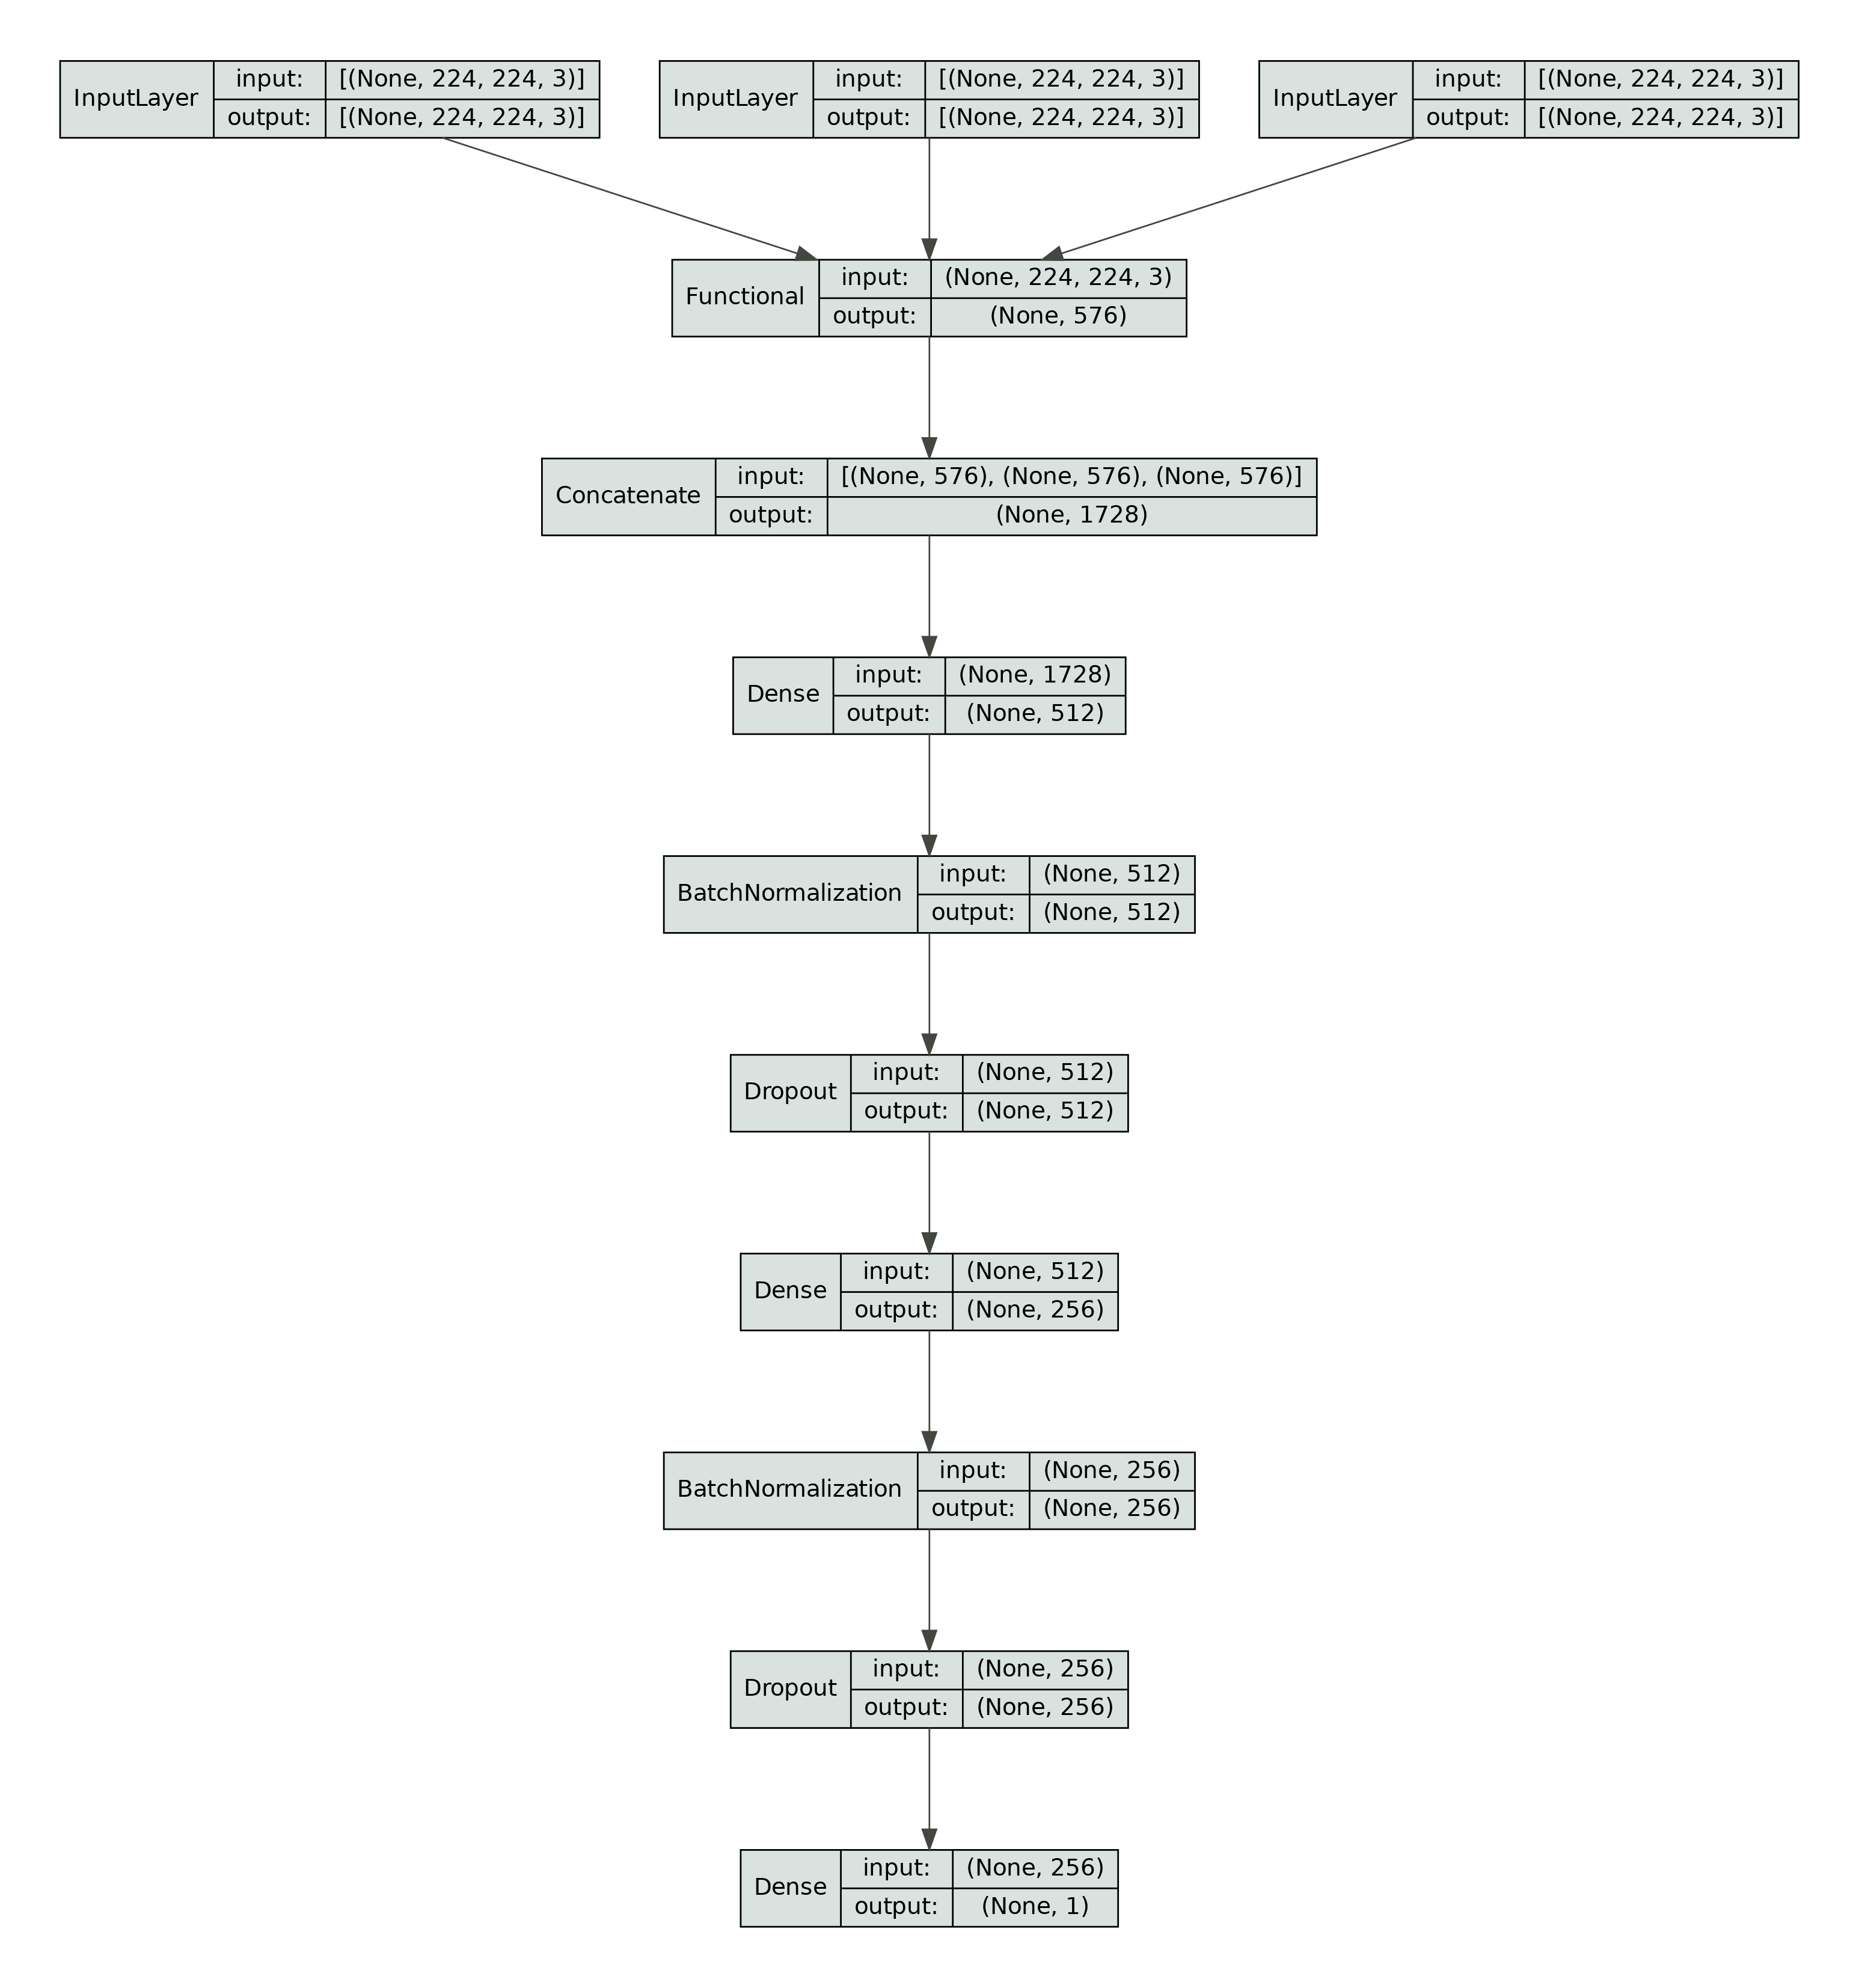 InputLayer input: [(None, 224, 224, 3)] output: [(None, 224, 224, 3)]
InputLayer input: [(None, 224, 224, 3)] output: [(None, 224, 224, 3)]
InputLayer input: [(None, 224, 224, 3)] output: [(None, 224, 224, 3)]
Functional input: (None, 224, 224, 3) output: (None, 576)
Concatenate input: [(None, 576), (None, 576), (None, 576)] output: (None, 1728)
Dense input: (None, 1728) output: (None, 512)
BatchNormalization input: (None, 512) output: (None, 512)
Dropout input: (None, 512) output: (None, 512)
Dense input: (None, 512) output: (None, 256)
BatchNormalization input: (None, 256) output: (None, 256)
Dropout input: (None, 256) output: (None, 256)
Dense input: (None, 256) output: (None, 1)